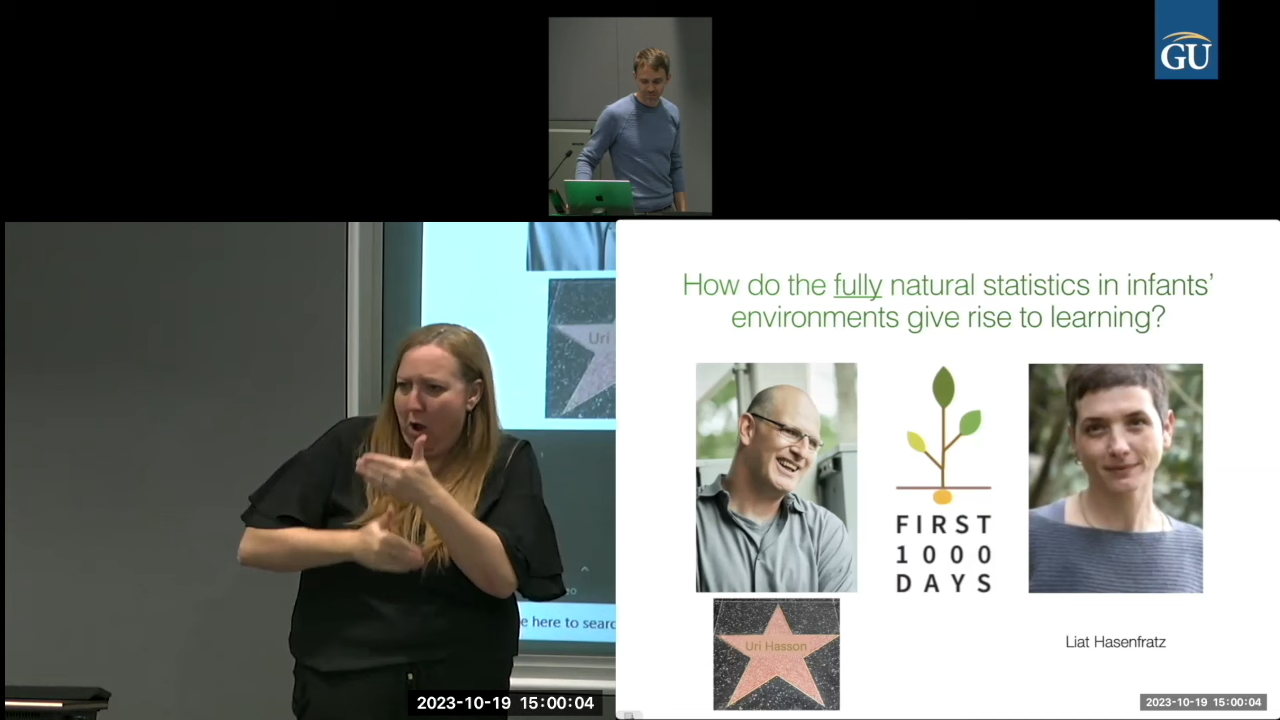 GU
How do the fully natural statistics in infants'
environments give rise to learning?
Uri
FIRST
1000
DAYS
Uri Hasson
Liat Hasenfratz
e here to searc
2023-10-19 15:00:04
2023-10-19 15:00:04